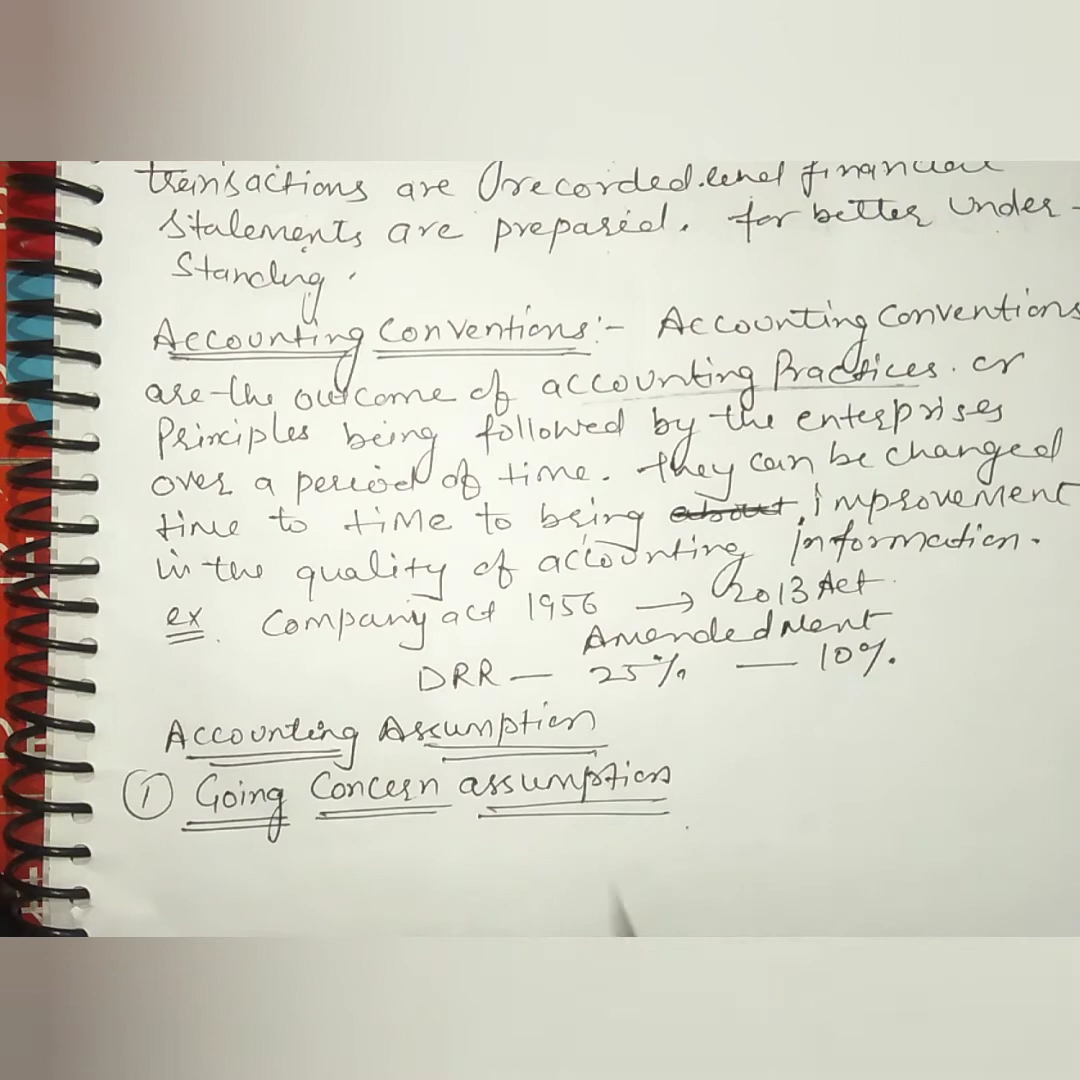 transactions are recorded. and financial
Statements are prepared. for better under-
Standing.
Accounting Conventions:- Accounting conventions
are the outcome of accounting Practices. or
Principles being followed by the enterprises
over a period of time. they can be changed
time to time to being about improvement
in the quality of accounting information.
ex. Company act 1956 → 2013 Act
Amendedment
DRR — 25% — 10%.
Accounting Assumption
① Going Concern assumption